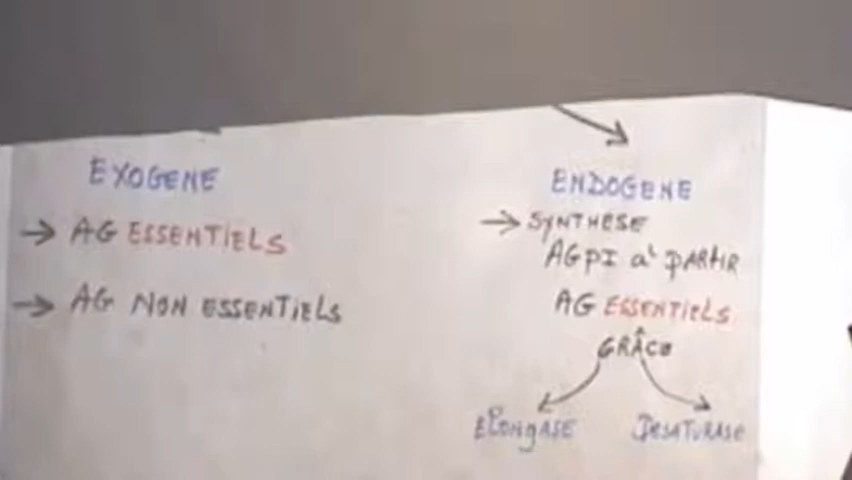 EXOGENE
→ AG ESSENTIELS
→ AG NON ESSENTIELS
ENDOGENE
→ SYNTHESE
AGPI à PARTIR
AG ESSENTIELS
GRÂCE
ELONGASE DESATURASE